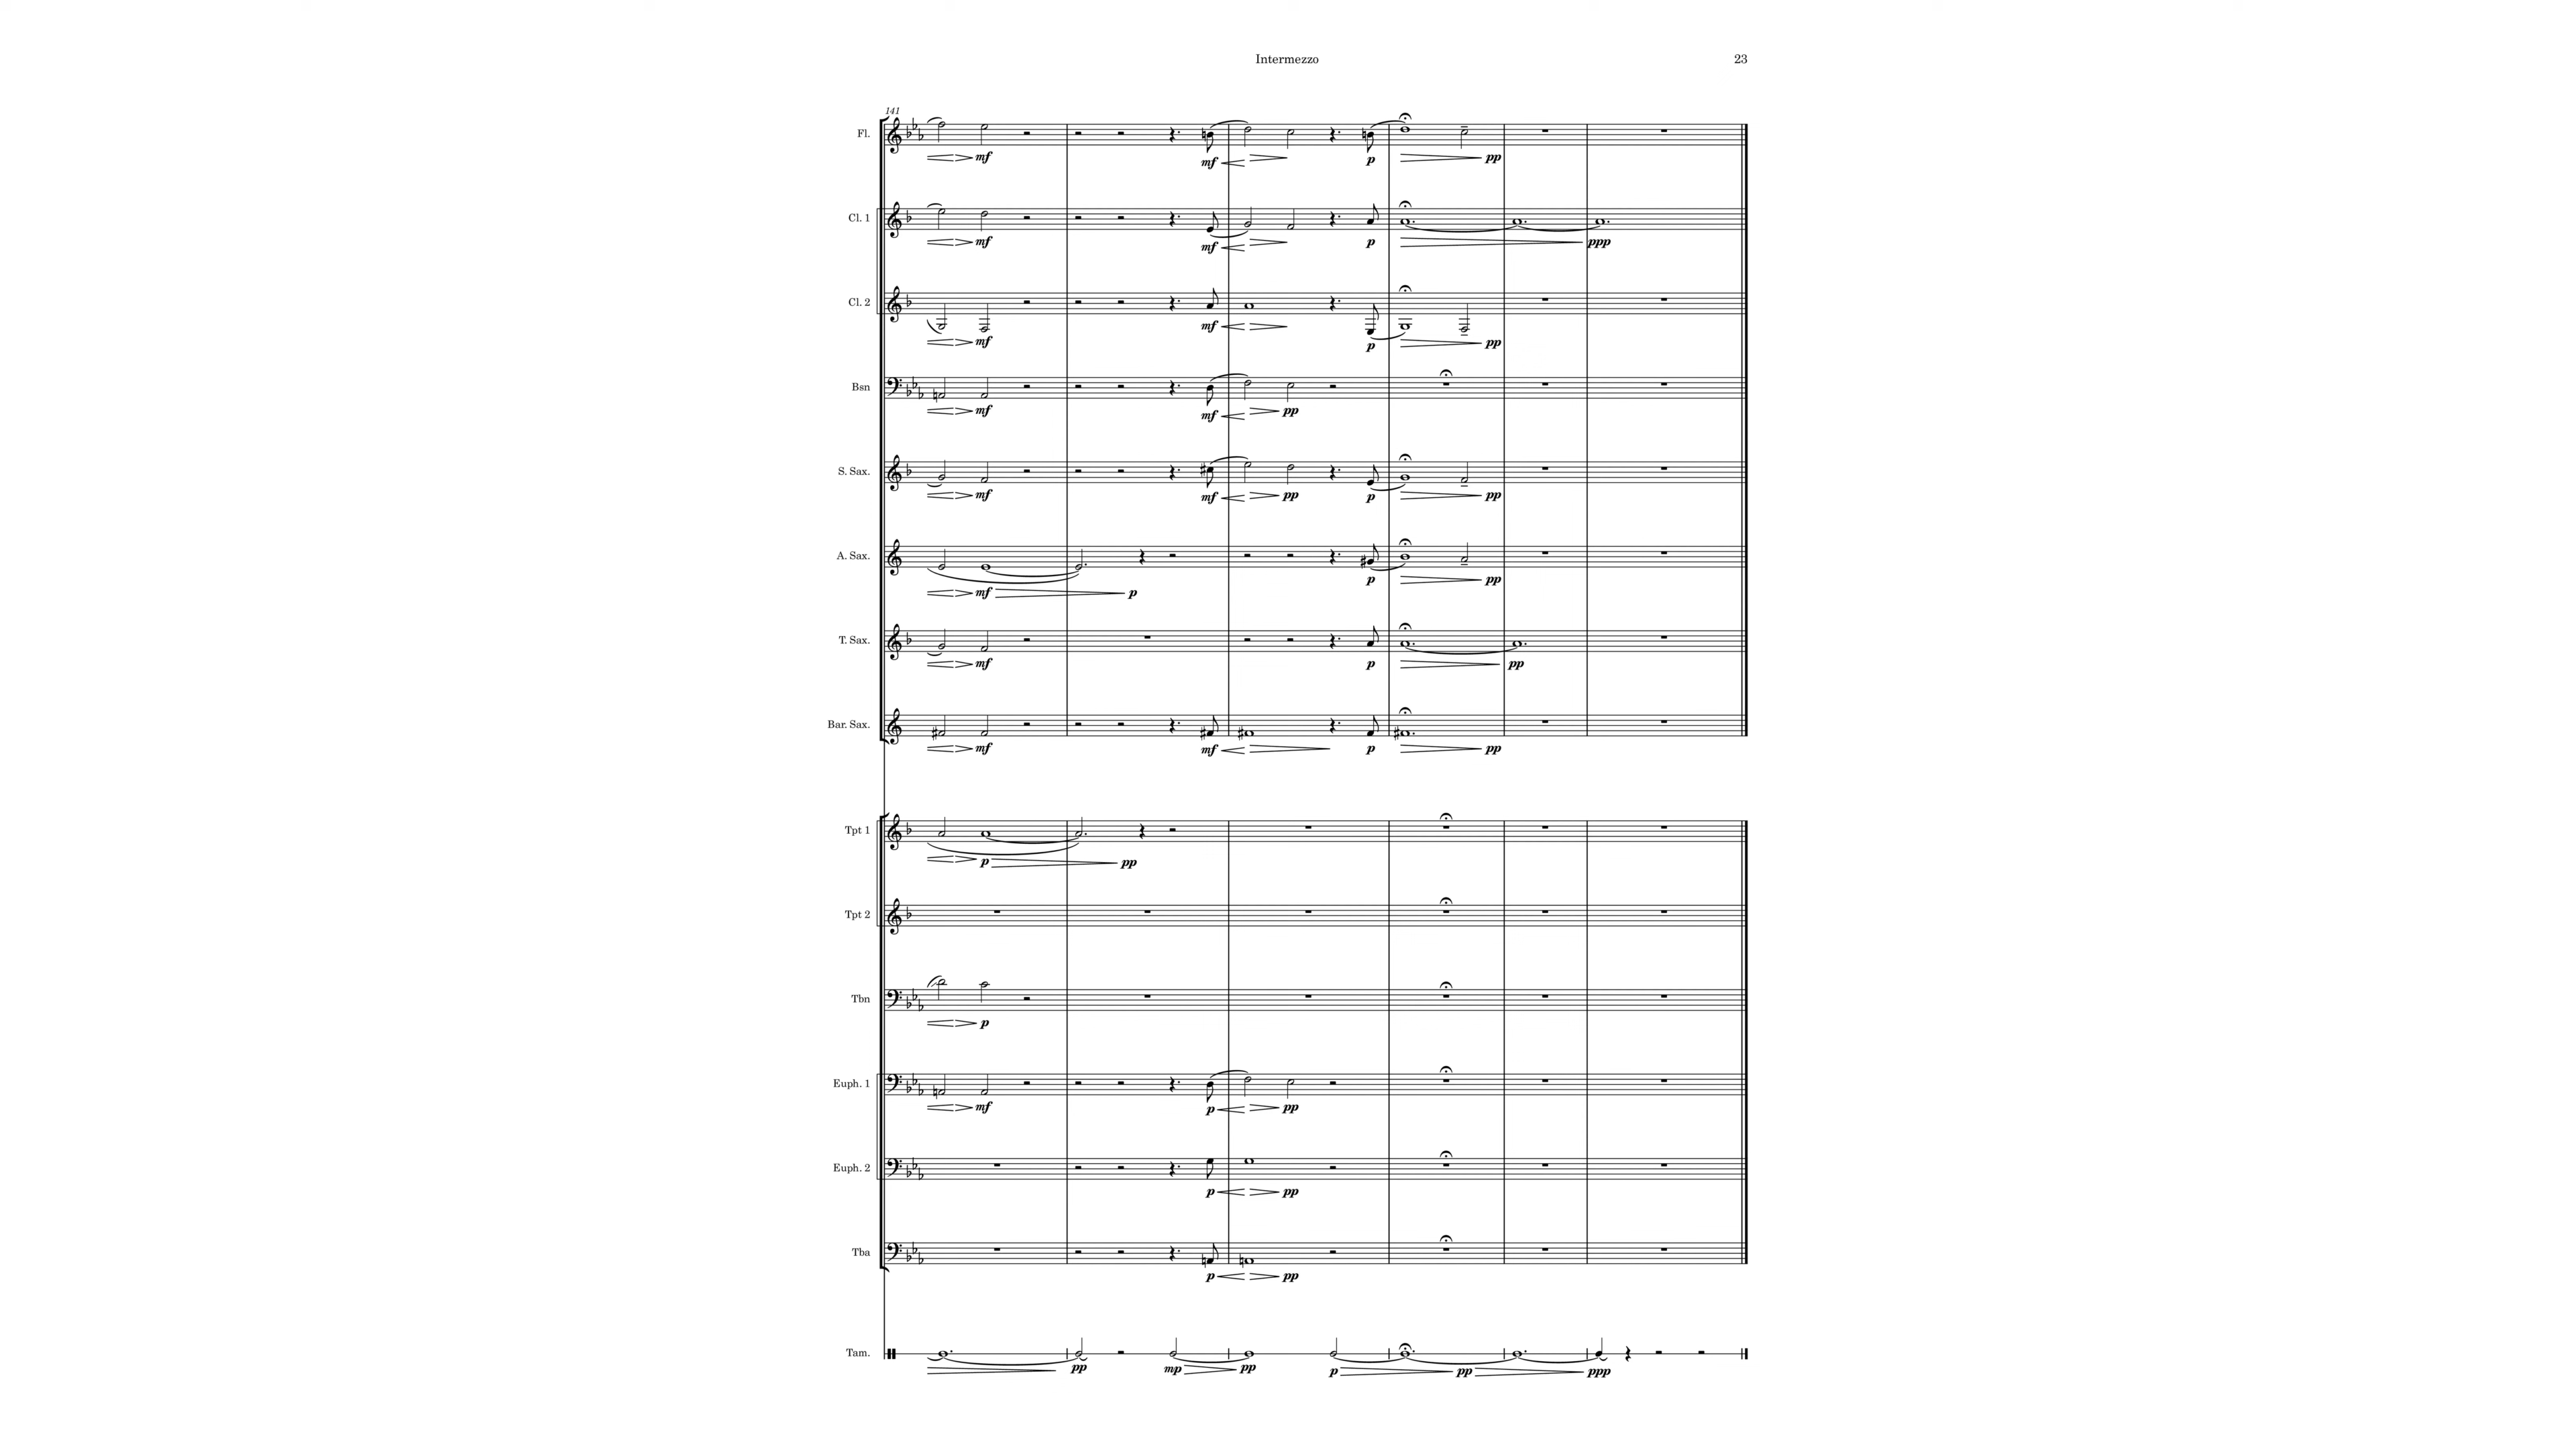 Intermezzo 23
141
Fl.
mf mf p pp
Cl. 1
mf mf p ppp
Cl. 2
mf mf p pp
Bsn
mf mf pp
S. Sax.
mf mf pp p pp
A. Sax.
mf p p pp
T. Sax.
mf p pp
Bar. Sax.
mf mf p pp
Tpt 1
p pp
Tpt 2
Tbn
p
Euph. 1
mf p pp
Euph. 2
p pp
Tba
p pp
Tam.
pp mp pp p pp ppp